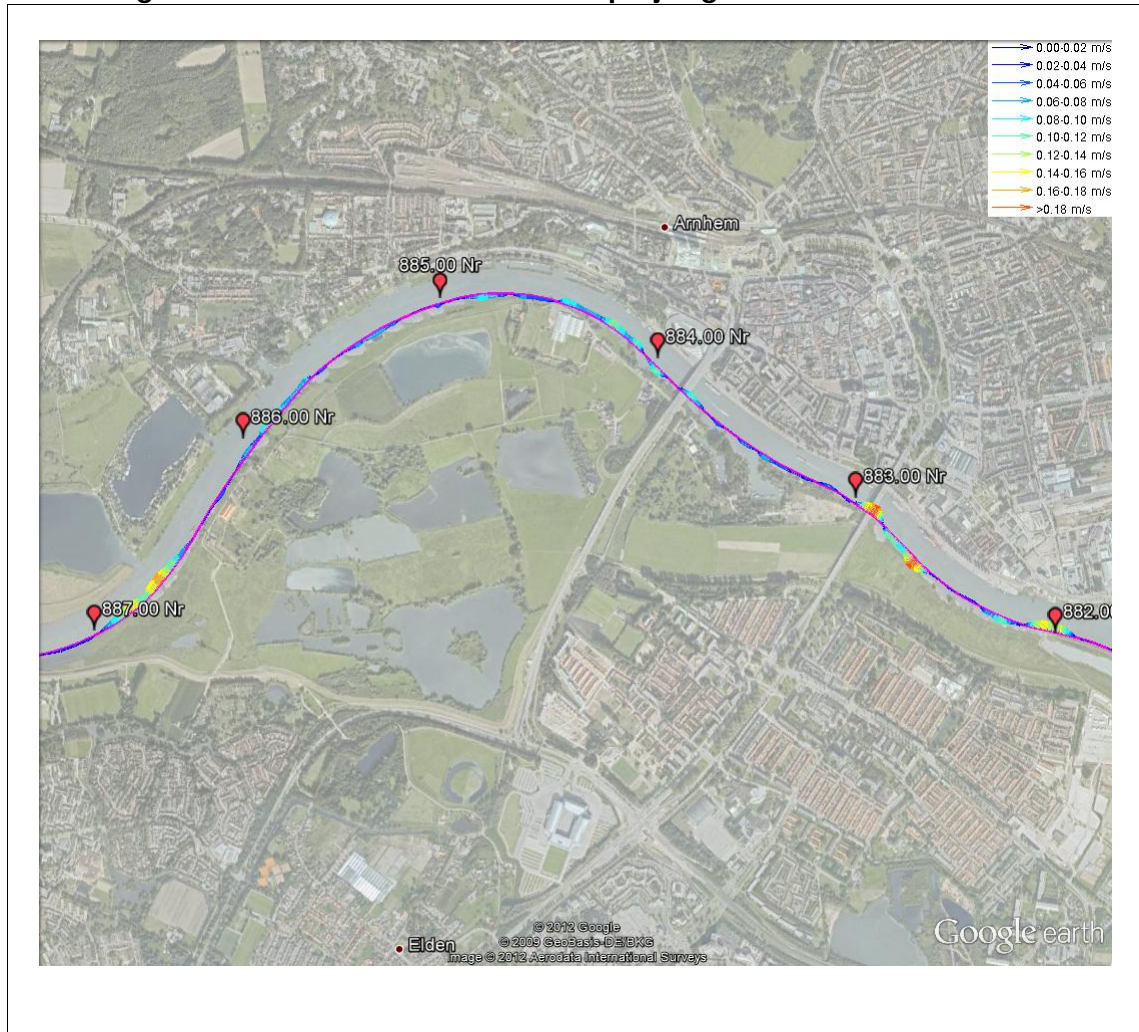 0.00-0.02 m/s
0.02-0.04 m/s
0.04-0.06 m/s
0.06-0.08 m/s
0.08-0.10 m/s
0.10-0.12 m/s
0.12-0.14 m/s
0.14-0.16 m/s
0.16-0.18 m/s
>0.18 m/s
Arnhem
885.00 Nr
884.00 Nr
886.00 Nr
883.00 Nr
887.00 Nr
882.0
Elden
© 2012 Google
© 2009 GeoBasis-DE/BKG
Image © 2012 Aerodata International Surveys
Google earth